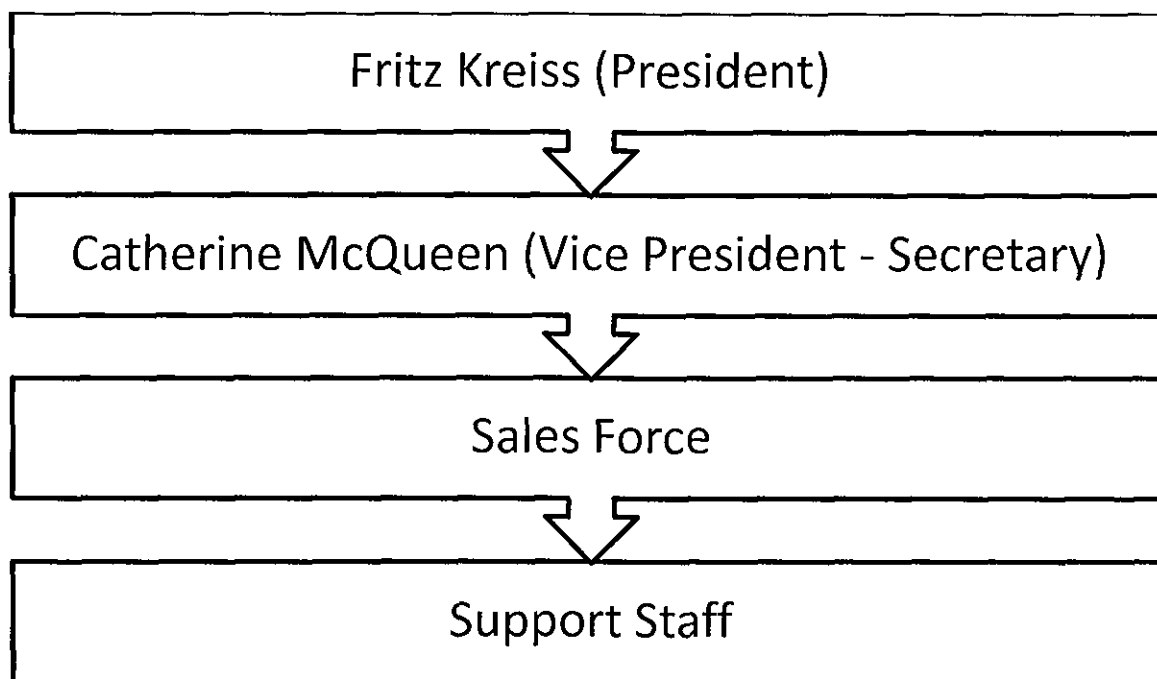 Fritz Kreiss (President)
Catherine McQueen (Vice President - Secretary)
Sales Force
Support Staff